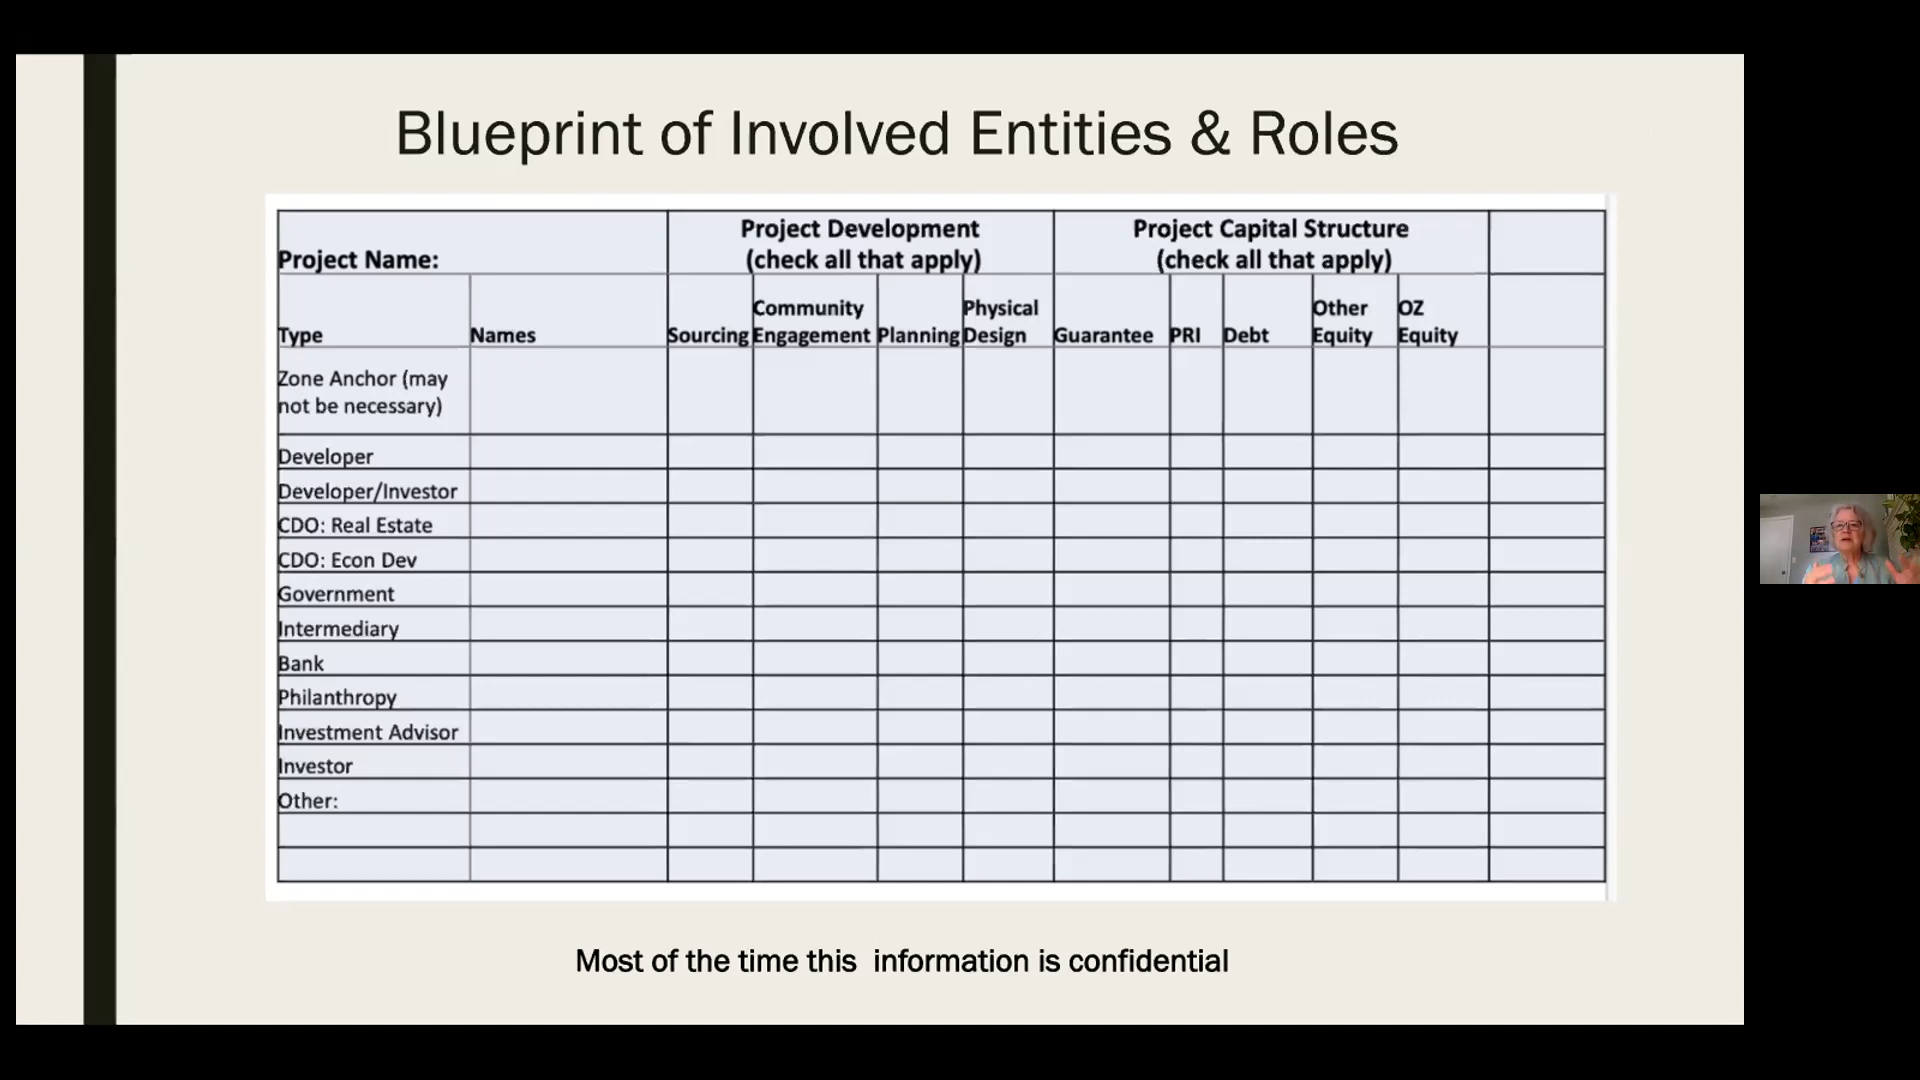 Blueprint of Involved Entities & Roles
Project Development
Project Capital Structure
Project Name:
(check all that apply)
(check all that apply)
Community
Physical
Other
OZ
Type
Names
Sourcing
Engagement
Planning
Design
Guarantee
PRI
Debt
Equity
Equity
Zone Anchor (may
not be necessary)
Developer
Developer/Investor
CDO: Real Estate
CDO: Econ Dev
Government
Intermediary
Bank
Philanthropy
Investment Advisor
Investor
Other:
Most of the time this  information is confidential